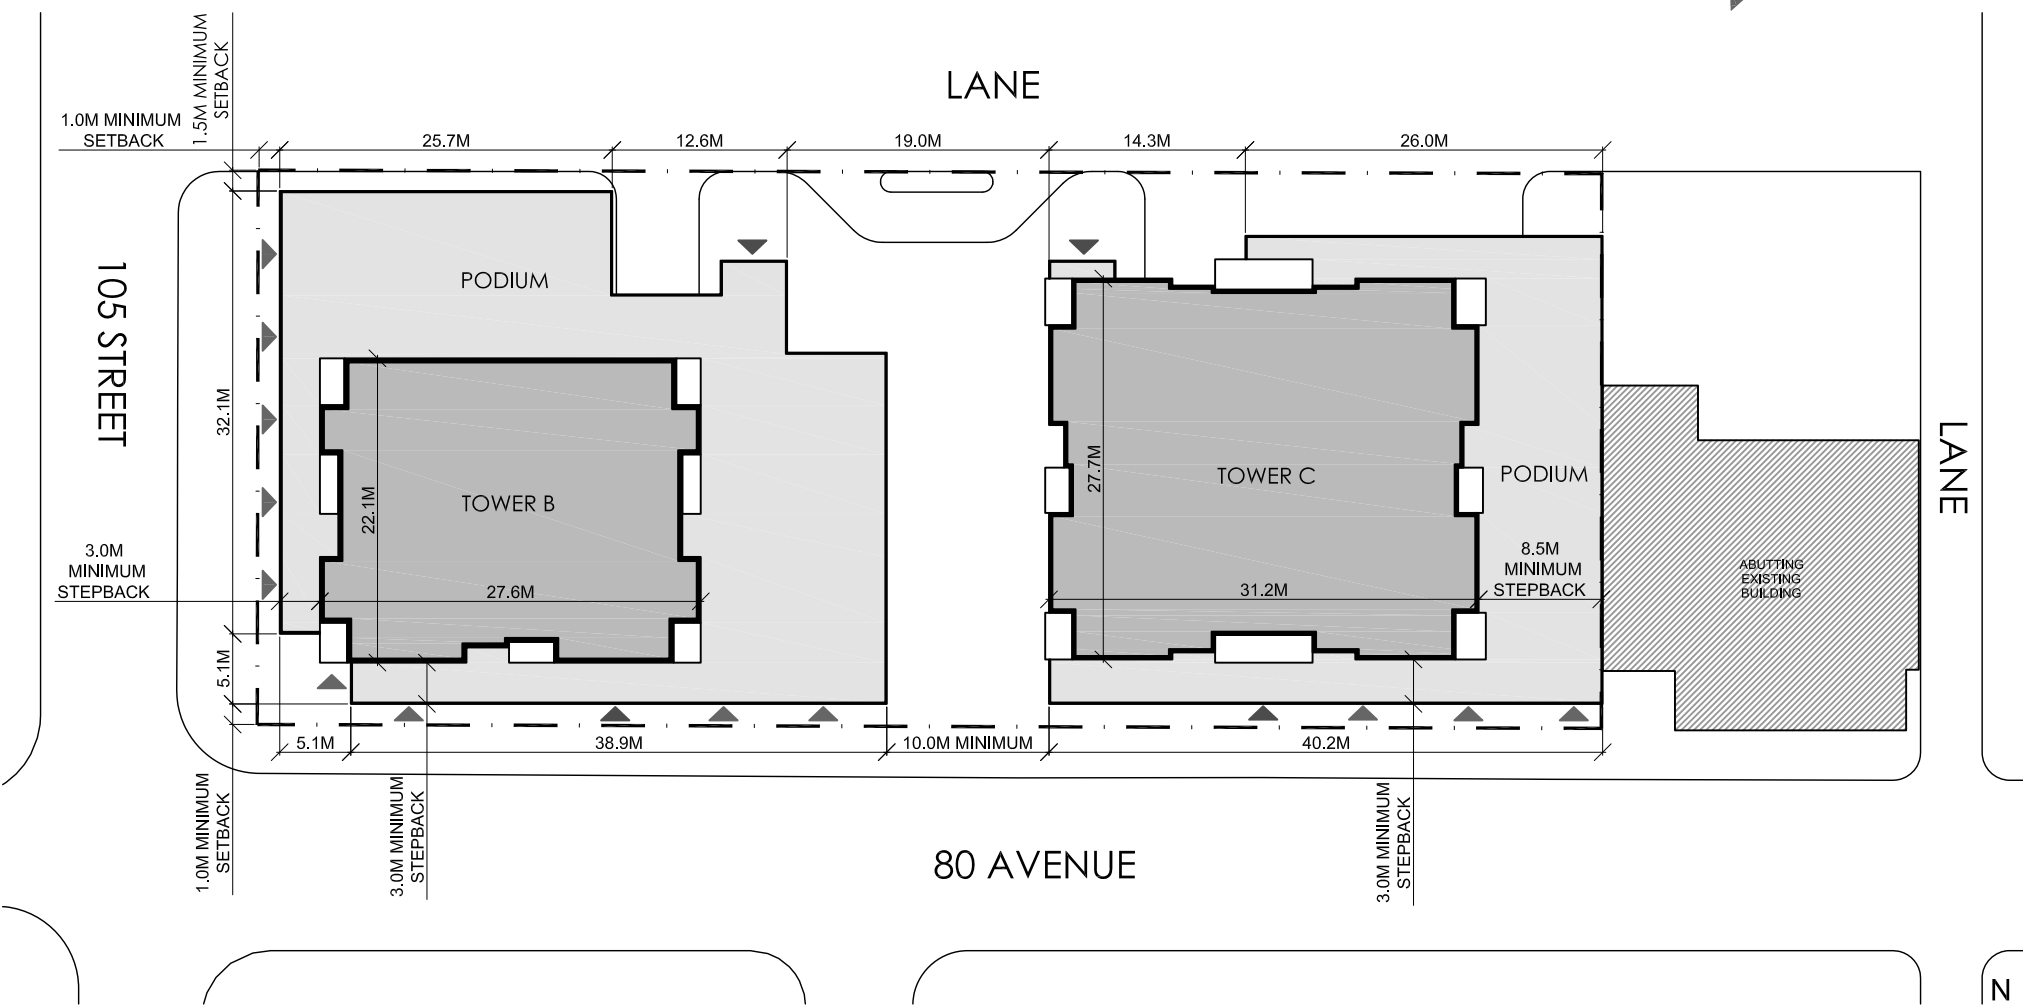 1.5M MINIMUM
SETBACK
LANE
1.0M MINIMUM
SETBACK
25.7M
12.6M
19.0M
14.3M
26.0M
105 STREET
PODIUM
32.1M
22.1M
TOWER B
27.6M
3.0M
MINIMUM
STEPBACK
27.7M
TOWER C
31.2M
PODIUM
8.5M
MINIMUM
STEPBACK
ABUTTING
EXISTING
BUILDING
LANE
5.1M
5.1M
38.9M
10.0M MINIMUM
40.2M
1.0M MINIMUM
SETBACK
3.0M MINIMUM
STEPBACK
80 AVENUE
3.0M MINIMUM
STEPBACK
N